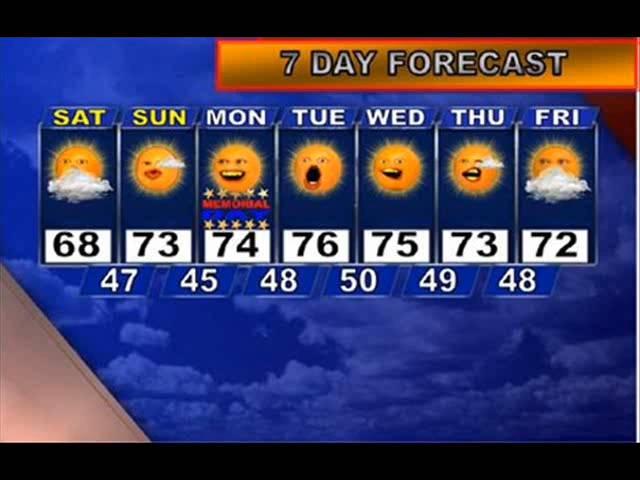 7 DAY FORECAST
SAT SUN MON TUE WED THU FRI
MEMORIAL
68 73 74 76 75 73 72
47 45 48 50 49 48